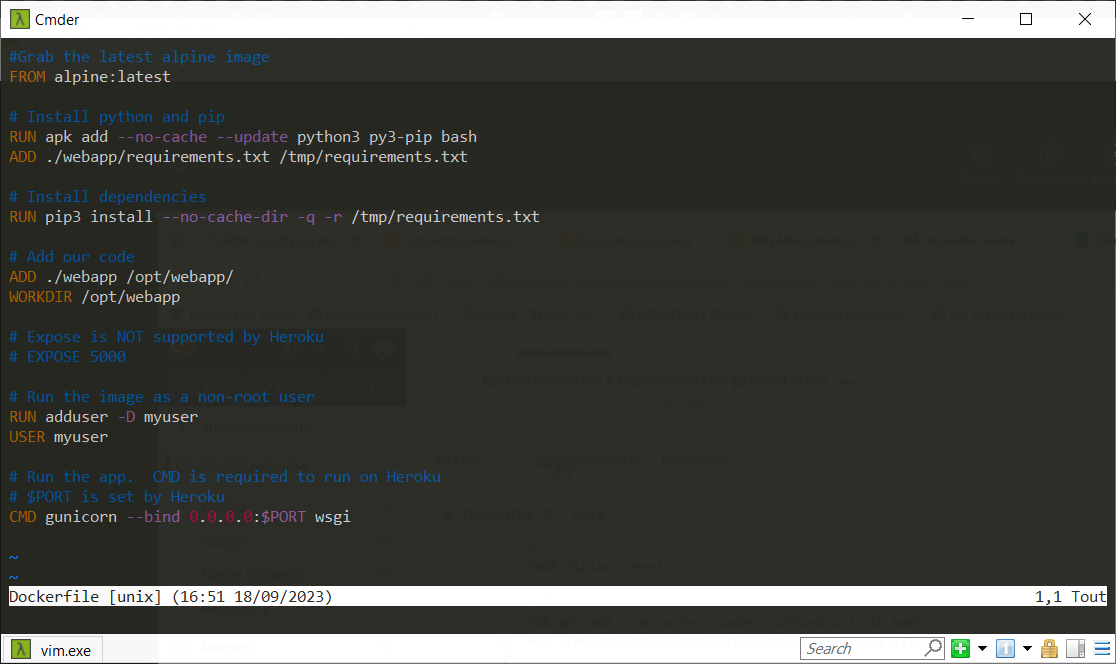 Cmder
#Grab the latest alpine image
FROM alpine:latest
# Install python and pip
RUN apk add --no-cache --update python3 py3-pip bash
ADD ./webapp/requirements.txt /tmp/requirements.txt
# Install dependencies
RUN pip3 install --no-cache-dir -q -r /tmp/requirements.txt
# Add our code
ADD ./webapp /opt/webapp/
WORKDIR /opt/webapp
# Expose is NOT supported by Heroku
# EXPOSE 5000
# Run the image as a non-root user
RUN adduser -D myuser
USER myuser
# Run the app.  CMD is required to run on Heroku
# $PORT is set by Heroku
CMD gunicorn --bind 0.0.0.0:$PORT wsgi
~
~
Dockerfile [unix] (16:51 18/09/2023) 1,1 Tout
vim.exe Search